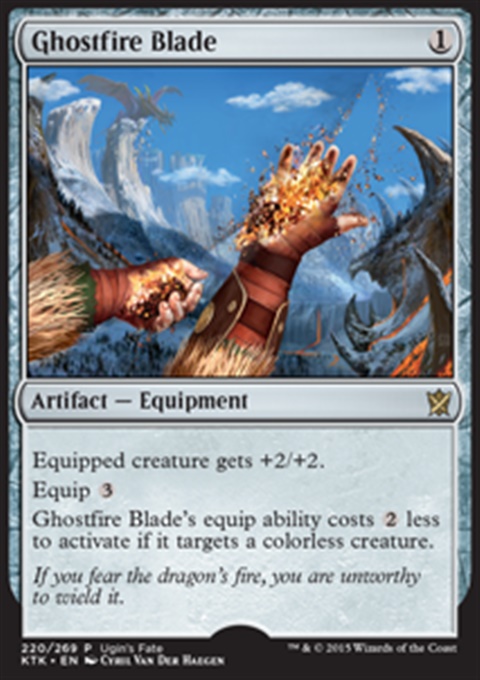 Ghostfire Blade 1
Artifact — Equipment
Equipped creature gets +2/+2.
Equip 3
Ghostfire Blade's equip ability costs 2 less
to activate if it targets a colorless creature.
If you fear the dragon's fire, you are unworthy
to wield it.
220/269 P Ugin's Fate
KTK • EN Cyril Van Der Haegen
™ & © 2015 Wizards of the Coast